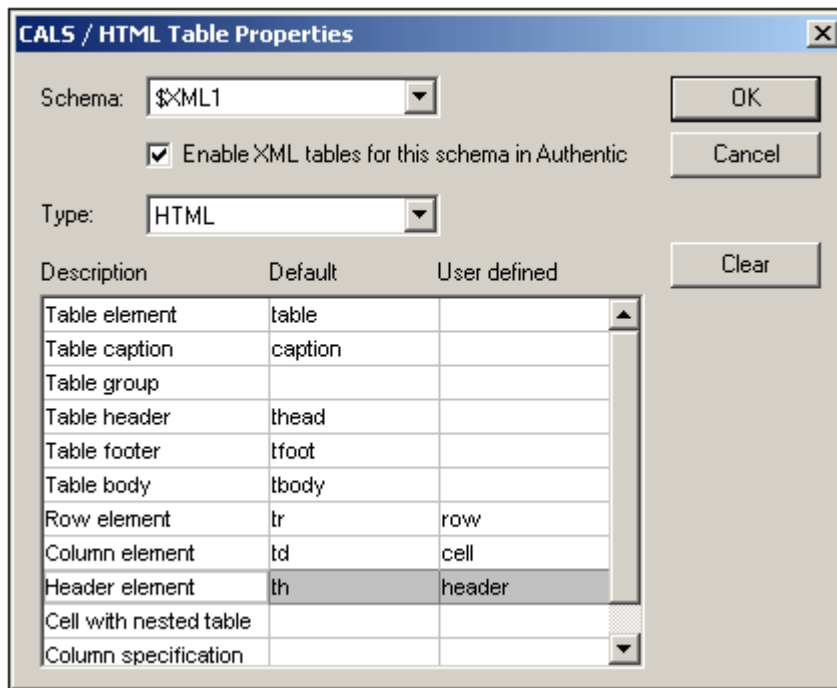 CALS / HTML Table Properties
Schema: $XML1 OK
Enable XML tables for this schema in Authentic Cancel
Type: HTML
Description Default User defined Clear
Table element table
Table caption caption
Table group
Table header thead
Table footer tfoot
Table body tbody
Row element tr row
Column element td cell
Header element th header
Cell with nested table
Column specification